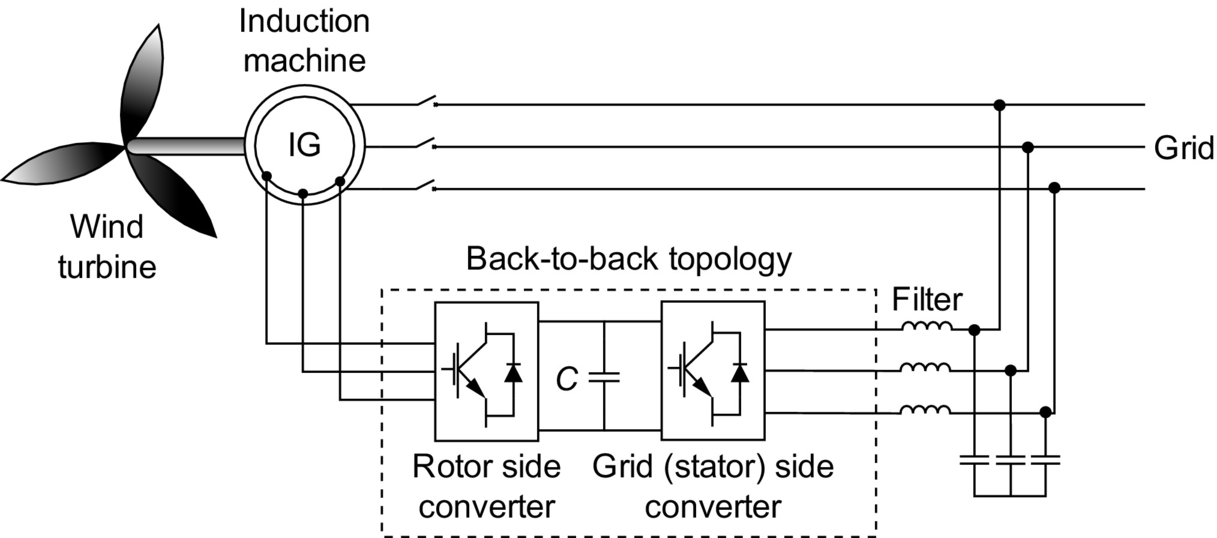 Induction
machine
IG
Grid
Wind
turbine
Back-to-back topology
Filter
C
Rotor side
converter
Grid (stator) side
converter